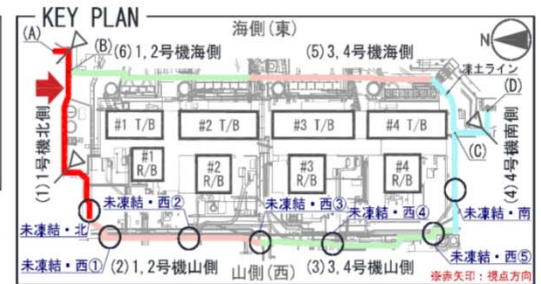 KEY PLAN
海側(東)
N
(A)
(B)
(6)1,2号機海側
(5)3,4号機海側
凍土ライン
(D)
(1)1号機北側
#1 T/B
#2 T/B
#3 T/B
#4 T/B
(C)
(4)4号機南側
#1
R/B
#2
R/B
#3
R/B
#4
R/B
未凍結・西②
未凍結・西③
未凍結・西④
未凍結・南
未凍結・北
未凍結・西①
(2)1,2号機山側
山側(西)
(3)3,4号機山側
未凍結・西⑤
※赤矢印:視点方向